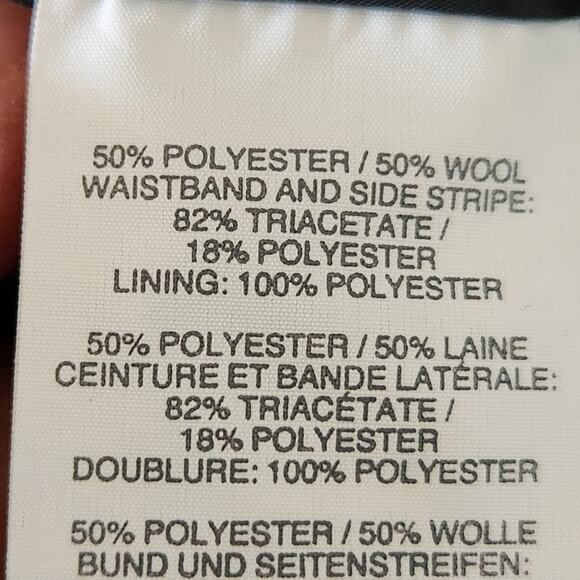 50% POLYESTER / 50% WOOL
WAISTBAND AND SIDE STRIPE:
82% TRIACETATE /
18% POLYESTER
LINING: 100% POLYESTER
50% POLYESTER / 50% LAINE
CEINTURE ET BANDE LATÉRALE:
82% TRIACÉTATE /
18% POLYESTER
DOUBLURE: 100% POLYESTER
50% POLYESTER / 50% WOLLE
BUND UND SEITENSTREIFEN: